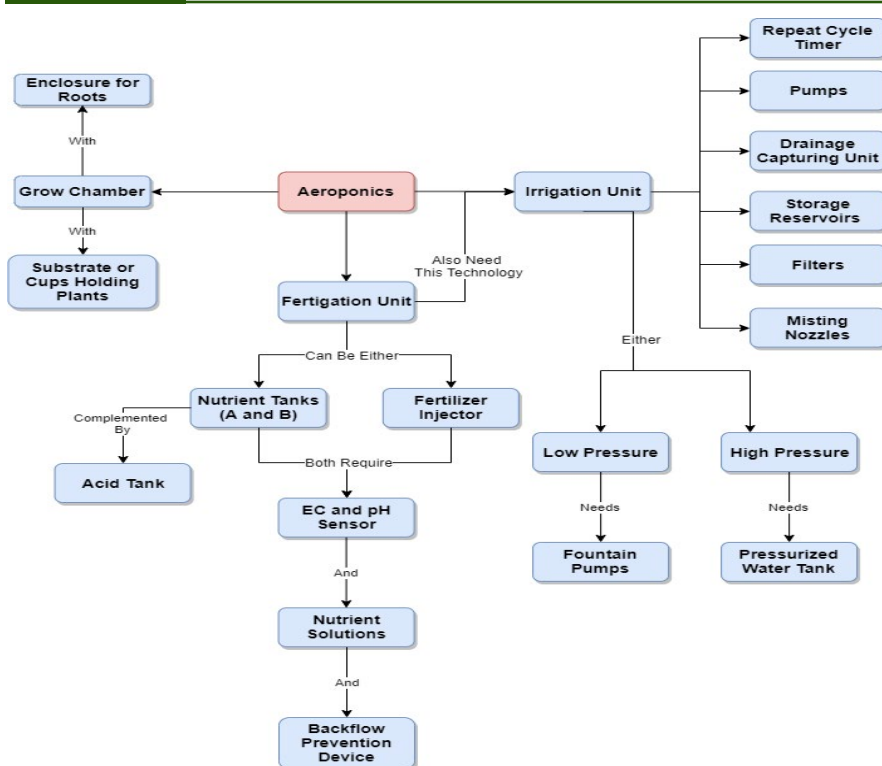 Repeat Cycle
Timer
Enclosure for
Roots
Pumps
With
Drainage
Capturing Unit
Grow Chamber
Aeroponics
Irrigation Unit
Storage
Reservoirs
With
Also Need
This Technology
Substrate or
Cups Holding
Plants
Filters
Fertigation Unit
Misting
Nozzles
Either
Can Be Either
Nutrient Tanks
(A and B)
Fertilizer
Injector
Complemented
By
Low Pressure
High Pressure
Both Require
Acid Tank
EC and pH
Sensor
Needs
Needs
Fountain
Pumps
Pressurized
Water Tank
And
Nutrient
Solutions
And
Backflow
Prevention
Device